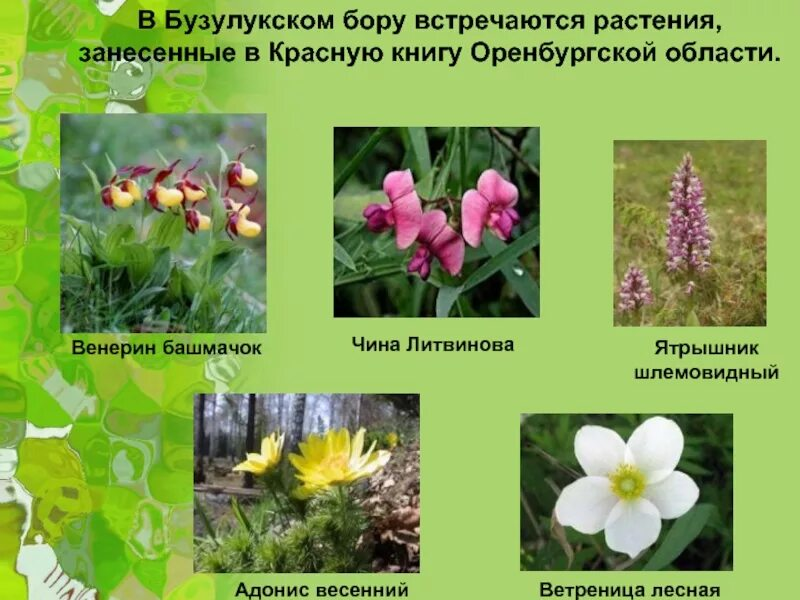 В Бузулукском бору встречаются растения,
занесенные в Красную книгу Оренбургской области.
Венерин башмачок
Чина Литвинова
Ятрышник
шлемовидный
Адонис весенний
Ветреница лесная